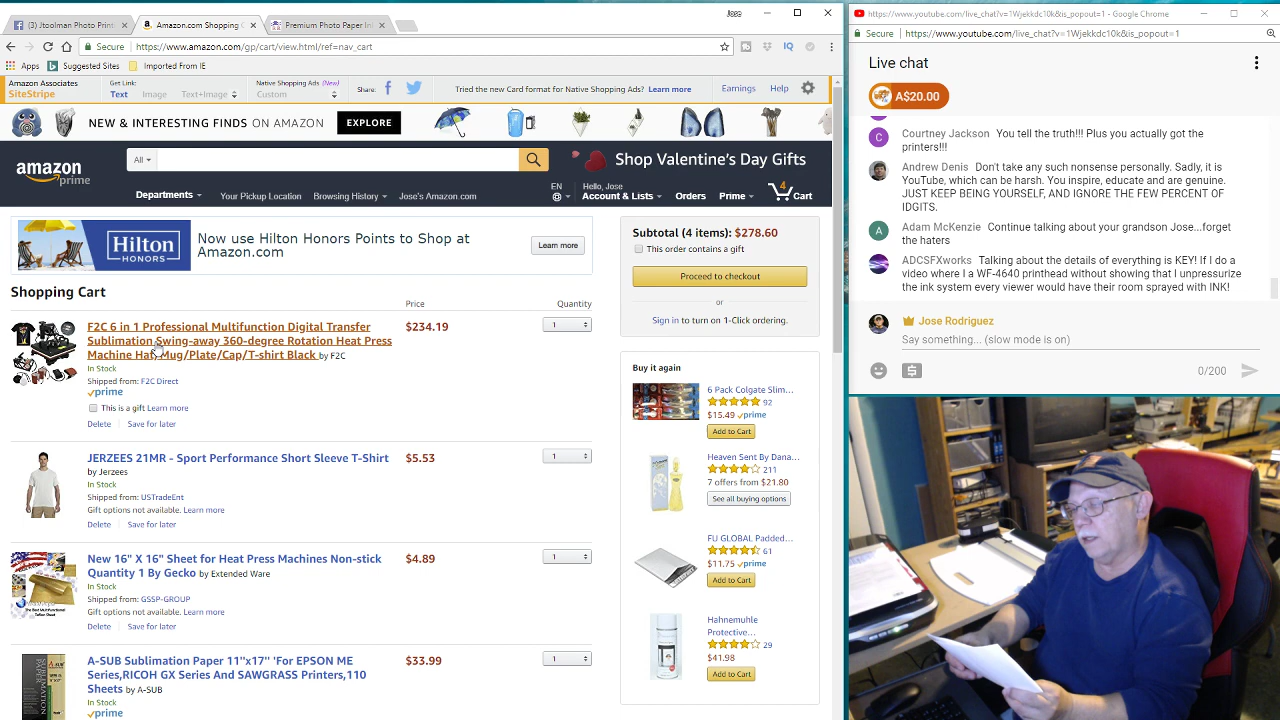 (3) Jtoolman Photo Print
Amazon.com Shopping C
Premium Photo Paper In
Jose
Secure
https://www.amazon.com/gp/cart/view.html/ref=nav_cart
Apps
Suggested Sites
Imported From IE
Amazon Associates
SiteStripe
Get Link:
Text Image Text+Image
Native Shopping Ads (New)
Custom
Share:
Tried the new Card format for Native Shopping Ads? Learn more
Earnings Help
NEW & INTERESTING FINDS ON AMAZON
EXPLORE
amazon
prime
All
Shop Valentine's Day Gifts
Departments
Your Pickup Location
Browsing History
Jose's Amazon.com
EN
Hello, Jose
Account & Lists
Orders
Prime
4
Cart
Hilton
HONORS
Now use Hilton Honors Points to Shop at
Amazon.com
Learn more
Shopping Cart
Price
Quantity
F2C 6 in 1 Professional Multifunction Digital Transfer
Sublimation Swing-away 360-degree Rotation Heat Press
Machine Hat/Mug/Plate/Cap/T-shirt Black by F2C
In Stock
Shipped from: F2C Direct
prime
This is a gift Learn more
Delete Save for later
$234.19
1
JERZEES 21MR - Sport Performance Short Sleeve T-Shirt
by Jerzees
In Stock
Shipped from: USTradeEnt
Gift options not available. Learn more
Delete Save for later
$5.53
1
New 16" X 16" Sheet for Heat Press Machines Non-stick
Quantity 1 By Gecko by Extended Ware
In Stock
Shipped from: GSSP-GROUP
Gift options not available. Learn more
Delete Save for later
$4.89
1
A-SUB Sublimation Paper 11''x17'' 'For EPSON ME
Series,RICOH GX Series And SAWGRASS Printers,110
Sheets by A-SUB
In Stock
prime
$33.99
1
Subtotal (4 items): $278.60
This order contains a gift
Proceed to checkout
or
Sign in to turn on 1-Click ordering.
Buy it again
6 Pack Colgate Slim...
92
$15.49 prime
Add to Cart
Heaven Sent By Dana...
211
7 offers from $21.80
See all buying options
FU GLOBAL Padded...
61
$11.75 prime
Add to Cart
Hahnemuhle
Protective...
29
$41.98
Add to Cart
https://www.youtube.com/live_chat?v=1Wjekkdc10k&is_popout=1 - Google Chrome
Secure
https://www.youtube.com/live_chat?v=1Wjekkdc10k&is_popout=1
Live chat
A$20.00
Courtney Jackson You tell the truth!!! Plus you actually got the
printers!!!
Andrew Denis Don't take any such nonsense personally. Sadly, it is
YouTube, which can be harsh. You inspire, educate and are genuine.
JUST KEEP BEING YOURSELF, AND IGNORE THE FEW PERCENT OF
IDGITS.
Adam McKenzie Continue talking about your grandson Jose...forget
the haters
ADCSFXworks Talking about the details of everything is KEY! If I do a
video where I a WF-4640 printhead without showing that I unpressurize
the ink system every viewer would have their room sprayed with INK!
Jose Rodriguez
Say something... (slow mode is on)
0/200